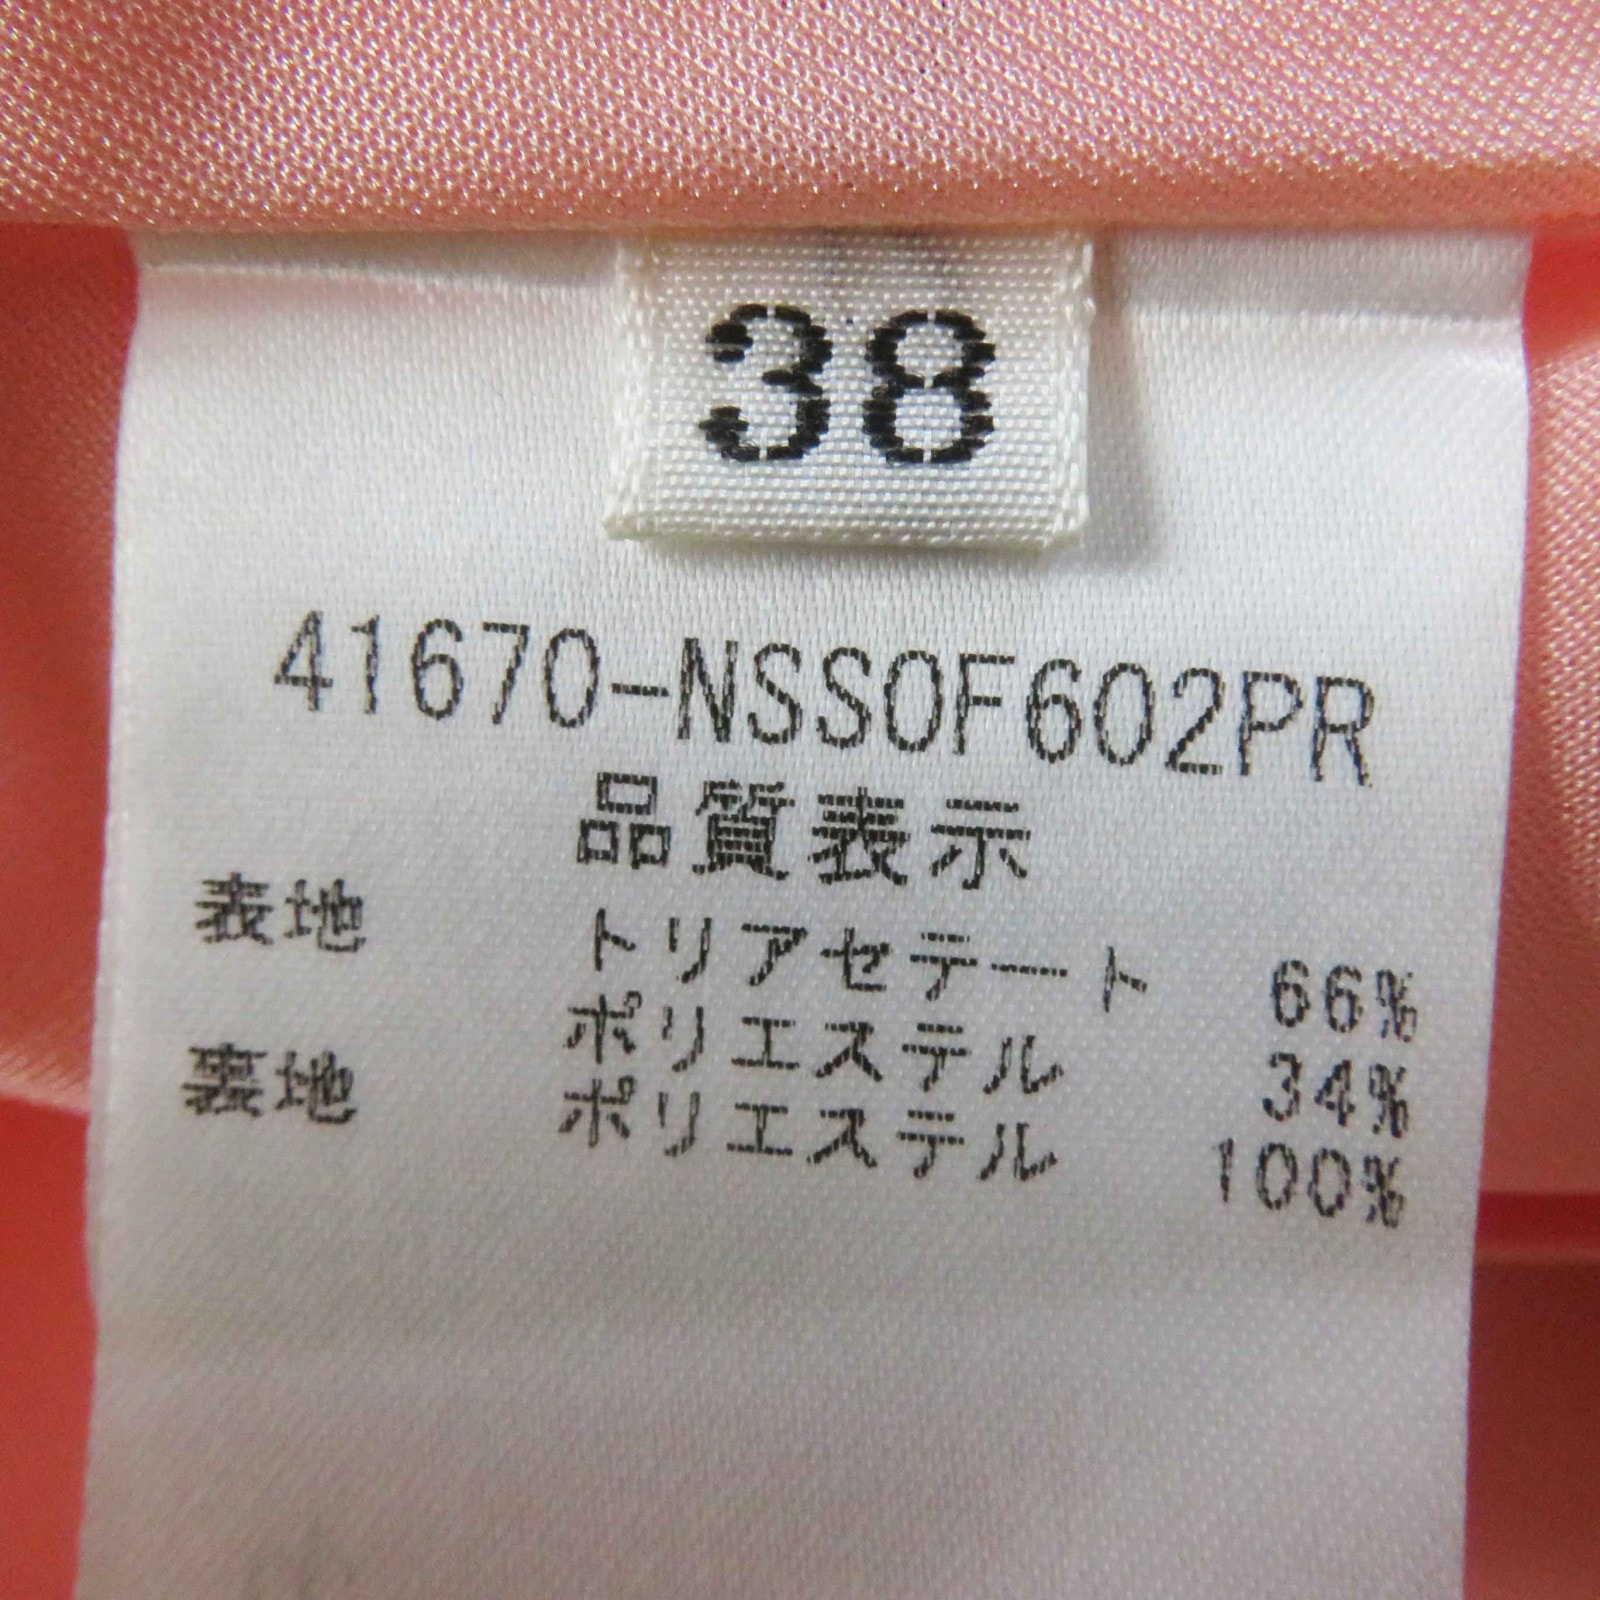 38
41670-NSSOF602PR
品質表示
表地 トリアセテート 66%
ポリエステル 34%
裏地 ポリエステル 100%